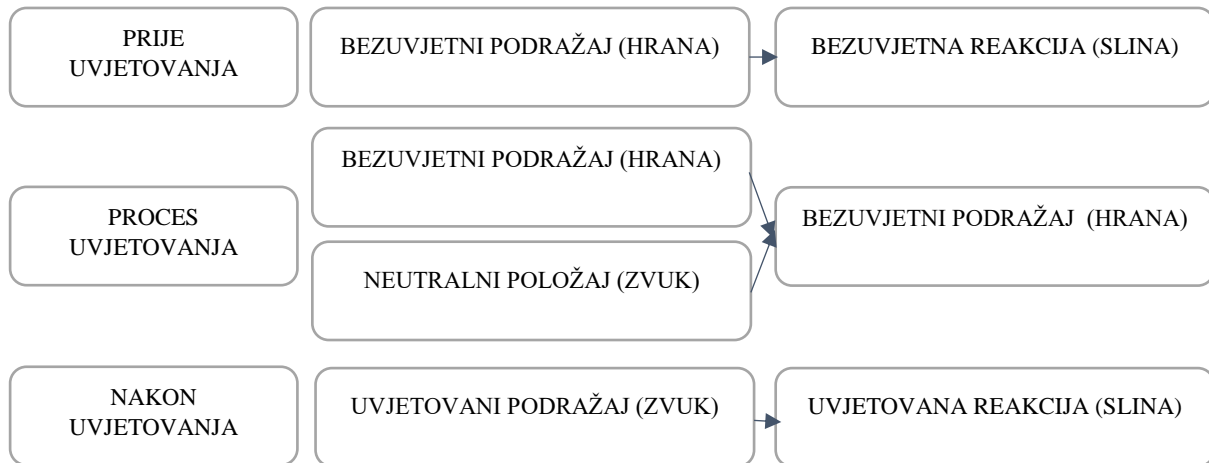 PRIJE
UVJETOVANJA
BEZUVJETNI PODRAŽAJ (HRANA)
BEZUVJETNA REAKCIJA (SLINA)
PROCES
UVJETOVANJA
BEZUVJETNI PODRAŽAJ (HRANA)
NEUTRALNI POLOŽAJ (ZVUK)
BEZUVJETNI PODRAŽAJ (HRANA)
NAKON
UVJETOVANJA
UVJETOVANI PODRAŽAJ (ZVUK)
UVJETOVANA REAKCIJA (SLINA)